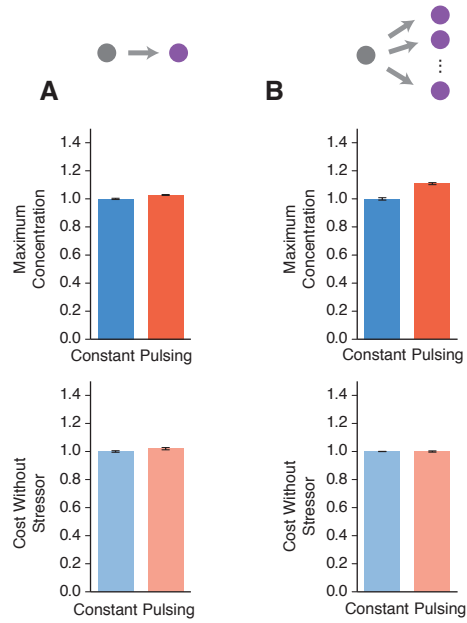 A
B
Maximum
Concentration
1.4
1.2
1.0
0.8
0.6
0.4
0.2
0.0
Constant Pulsing
Maximum
Concentration
1.4
1.2
1.0
0.8
0.6
0.4
0.2
0.0
Constant Pulsing
Cost Without
Stressor
1.4
1.2
1.0
0.8
0.6
0.4
0.2
0.0
Constant Pulsing
Cost Without
Stressor
1.4
1.2
1.0
0.8
0.6
0.4
0.2
0.0
Constant Pulsing